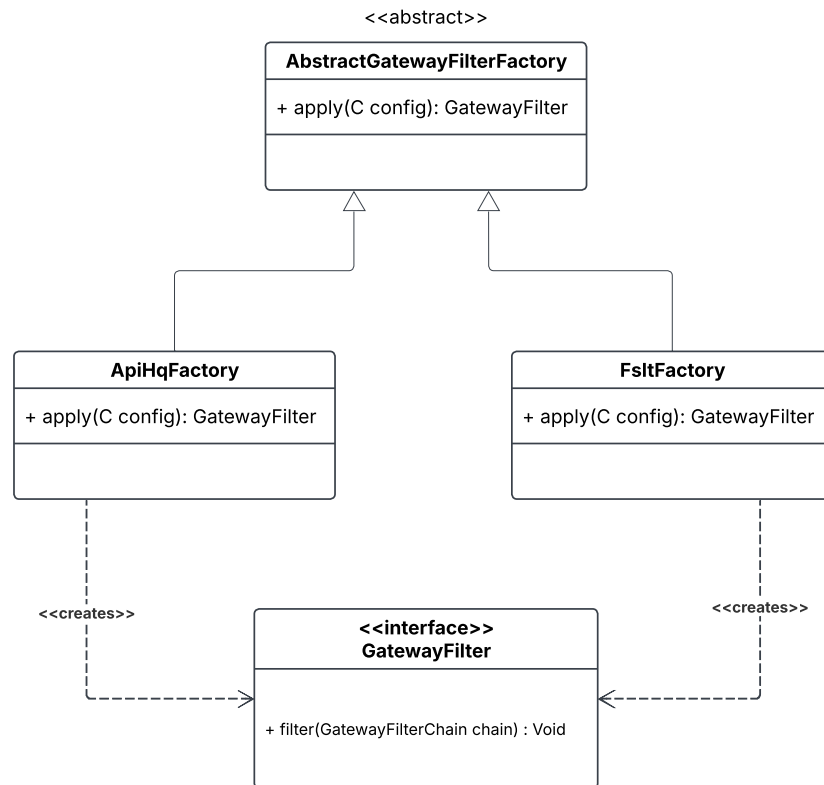 <<abstract>>
AbstractGatewayFilterFactory
+ apply(C config): GatewayFilter
ApiHqFactory
+ apply(C config): GatewayFilter
FsltFactory
+ apply(C config): GatewayFilter
<<creates>>
<<creates>>
<<interface>>
GatewayFilter
+ filter(GatewayFilterChain chain) : Void